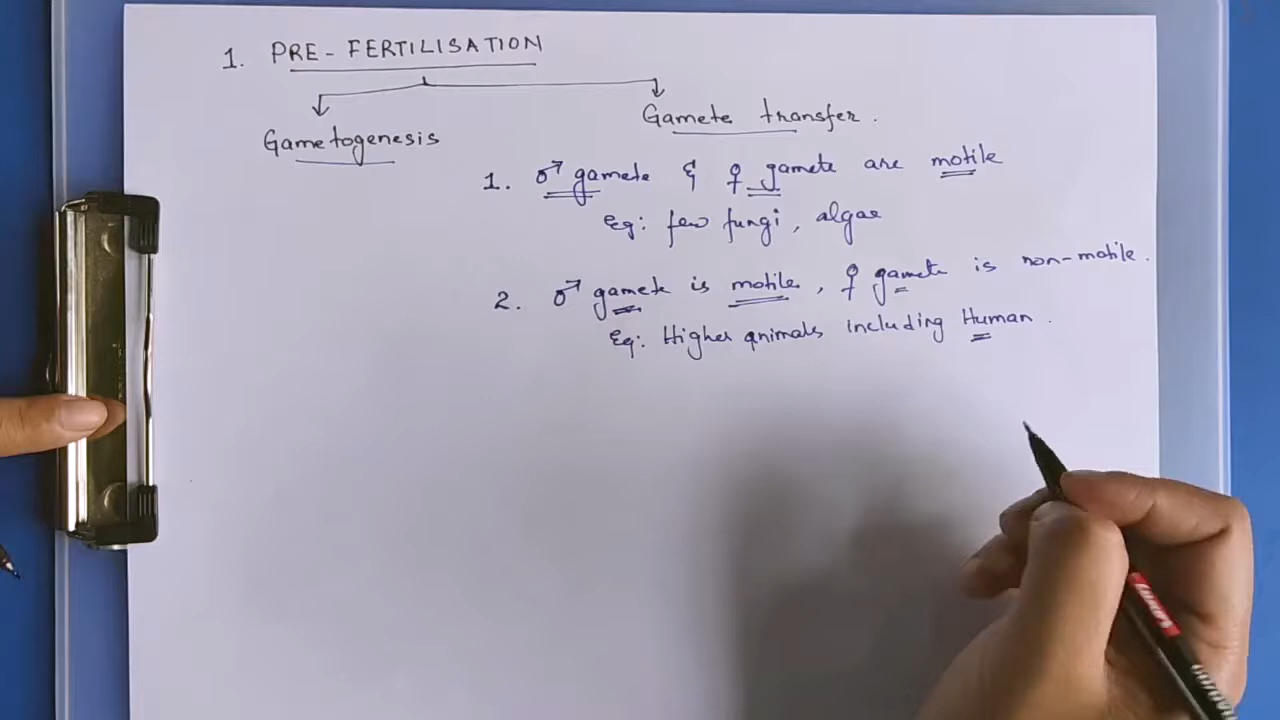 1. PRE-FERTILISATION
Gametogenesis
Gamete transfer.
1. ♂ gamete & ♀ gamete are motile
Eg: few fungi, algae
2. ♂ gamete is motile, ♀ gamete is non-motile.
Eg: Higher animals including Human.